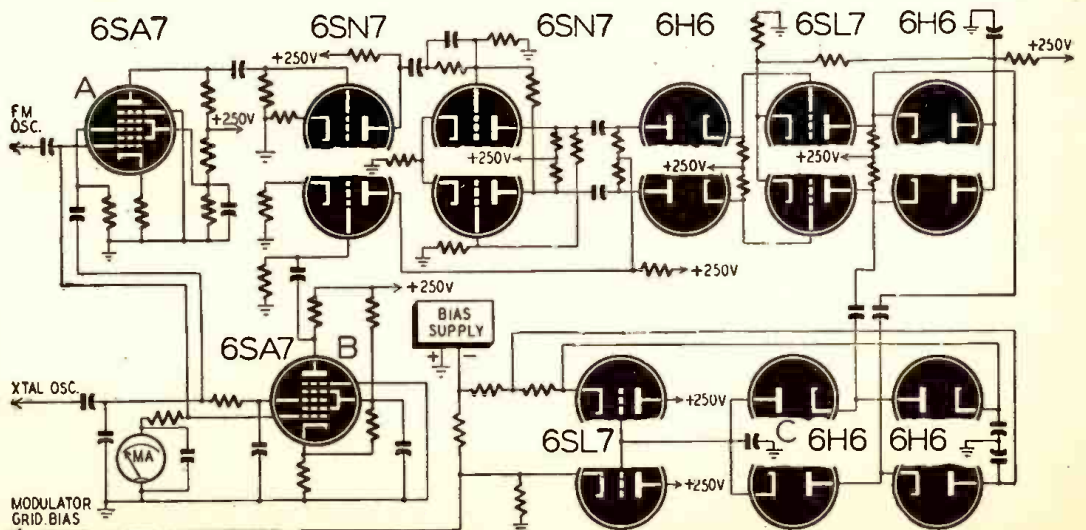 6SA7
6SN7
6SN7
6H6
6SL7
6H6
A
+250V
+250V
+250V
FM
OSC.
+250V
+250V
+250V
+250V
+250V
BIAS
SUPPLY
+ -
6SA7
B
XTAL OSC.
+250V
MA
6SL7
C
6H6
6H6
+250V
MODULATOR
GRID BIAS